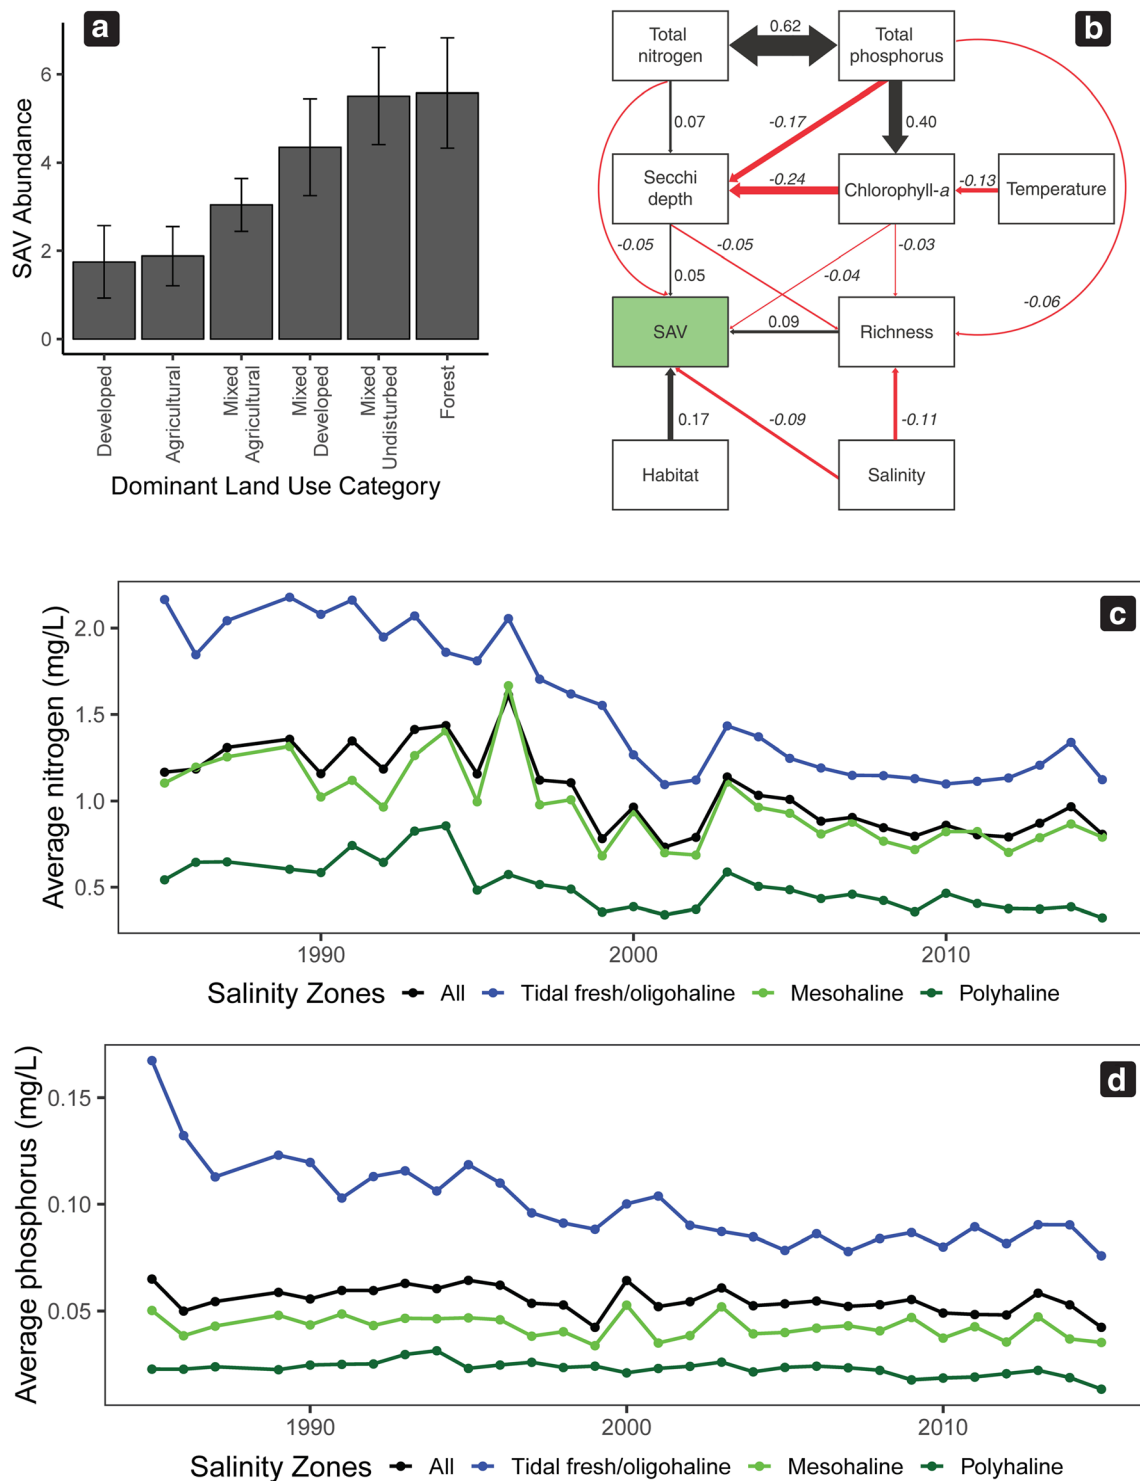 a
SAV Abundance
6
4
2
0
Developed
Agricultural
Mixed
Agricultural
Mixed
Developed
Mixed
Undisturbed
Forest
Dominant Land Use Category
b
Total
nitrogen
0.62
Total
phosphorus
0.07
-0.17
0.40
Secchi
depth
-0.24
Chlorophyll-a
-0.13
Temperature
-0.05
-0.05
-0.03
0.05
-0.04
-0.06
SAV
0.09
Richness
0.17
-0.09
-0.11
Habitat
Salinity
c
Average nitrogen (mg/L)
2.0
1.5
1.0
0.5
1990 2000 2010
Salinity Zones All Tidal fresh/oligohaline Mesohaline Polyhaline
d
Average phosphorus (mg/L)
0.15
0.10
0.05
1990 2000 2010
Salinity Zones All Tidal fresh/oligohaline Mesohaline Polyhaline